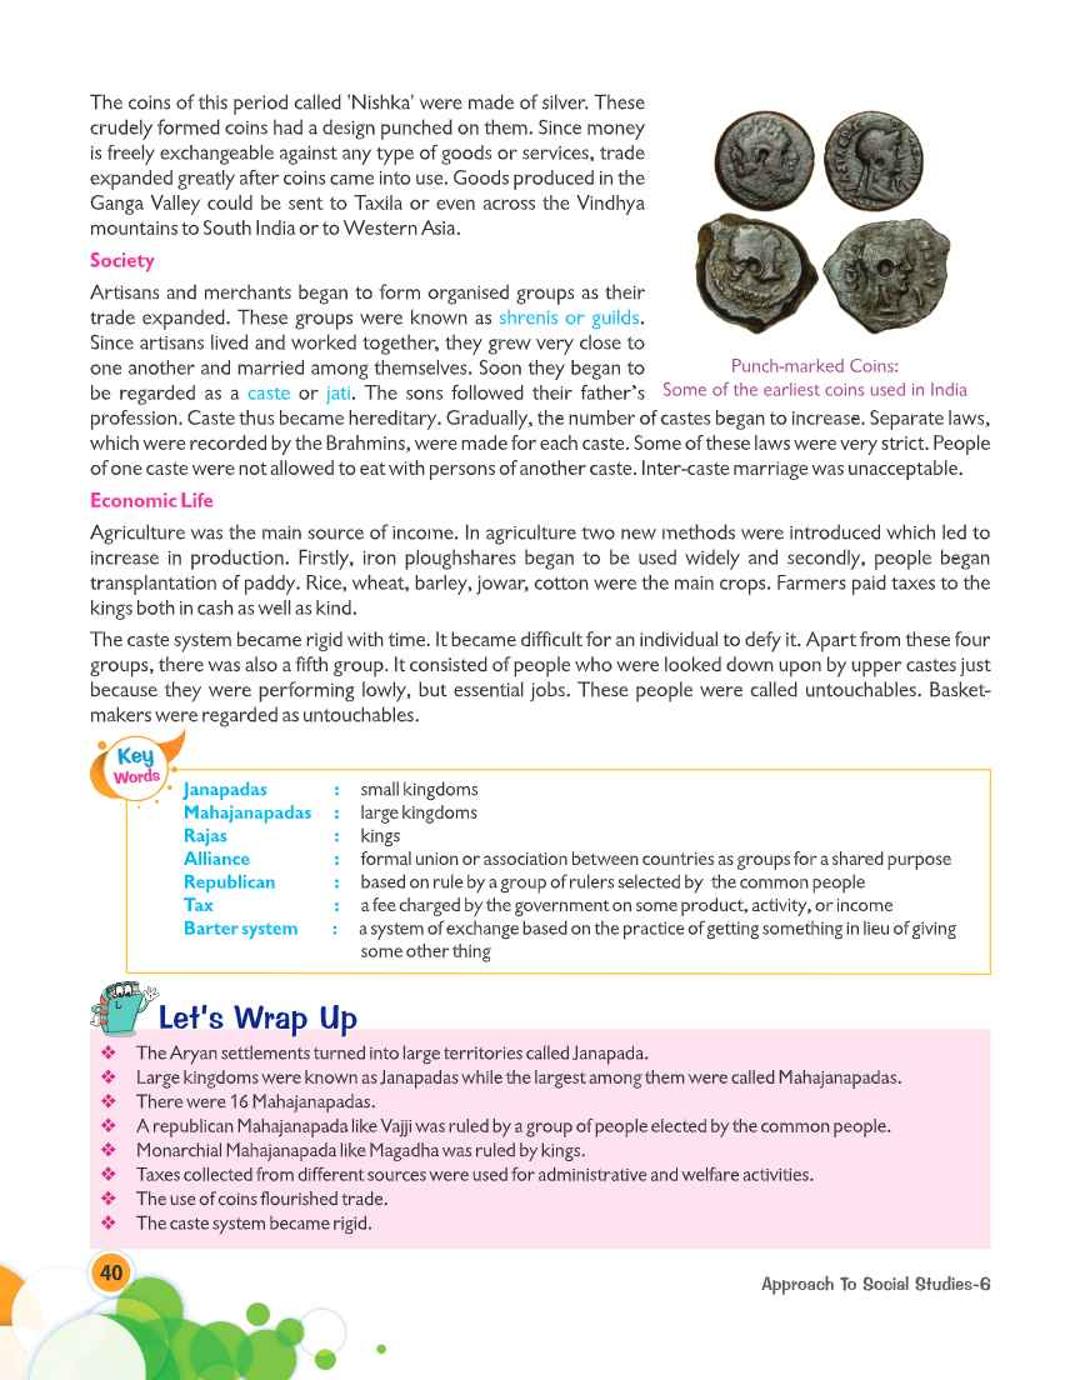 The coins of this period called 'Nishka' were made of silver. These
crudely formed coins had a design punched on them. Since money
is freely exchangeable against any type of goods or services, trade
expanded greatly after coins came into use. Goods produced in the
Ganga Valley could be sent to Taxila or even across the Vindhya
mountains to South India or to Western Asia.
Society
Artisans and merchants began to form organised groups as their
trade expanded. These groups were known as shrenis or guilds.
Since artisans lived and worked together, they grew very close to
one another and married among themselves. Soon they began to
be regarded as a caste or jati. The sons followed their father's
Punch-marked Coins:
Some of the earliest coins used in India
profession. Caste thus became hereditary. Gradually, the number of castes began to increase. Separate laws,
which were recorded by the Brahmins, were made for each caste. Some of these laws were very strict. People
of one caste were not allowed to eat with persons of another caste. Inter-caste marriage was unacceptable.
Economic Life
Agriculture was the main source of income. In agriculture two new methods were introduced which led to
increase in production. Firstly, iron ploughshares began to be used widely and secondly, people began
transplantation of paddy. Rice, wheat, barley, jowar, cotton were the main crops. Farmers paid taxes to the
kings both in cash as well as kind.
The caste system became rigid with time. It became difficult for an individual to defy it. Apart from these four
groups, there was also a fifth group. It consisted of people who were looked down upon by upper castes just
because they were performing lowly, but essential jobs. These people were called untouchables. Basket-
makers were regarded as untouchables.
Key
Words
Janapadas : small kingdoms
Mahajanapadas : large kingdoms
Rajas : kings
Alliance : formal union or association between countries as groups for a shared purpose
Republican : based on rule by a group of rulers selected by the common people
Tax : a fee charged by the government on some product, activity, or income
Barter system : a system of exchange based on the practice of getting something in lieu of giving
some other thing
Let's Wrap Up
❖ The Aryan settlements turned into large territories called Janapada.
❖ Large kingdoms were known as Janapadas while the largest among them were called Mahajanapadas.
❖ There were 16 Mahajanapadas.
❖ A republican Mahajanapada like Vajji was ruled by a group of people elected by the common people.
❖ Monarchial Mahajanapada like Magadha was ruled by kings.
❖ Taxes collected from different sources were used for administrative and welfare activities.
❖ The use of coins flourished trade.
❖ The caste system became rigid.
40
Approach To Social Studies-6